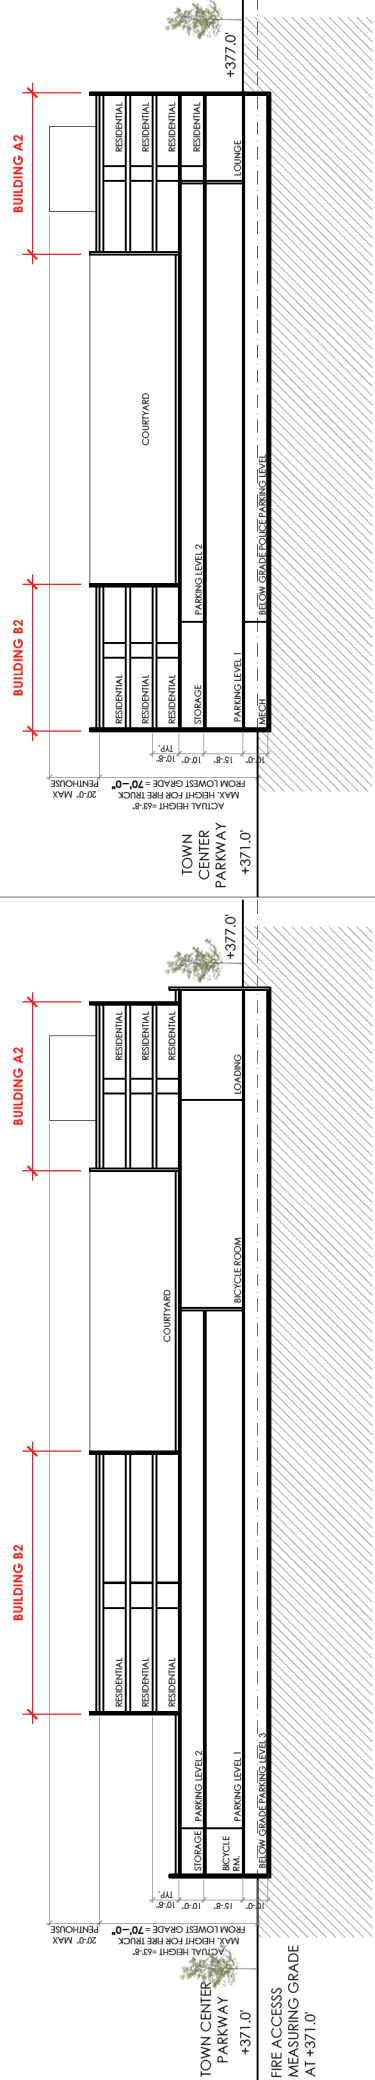 BUILDING B2
BUILDING A2
20'-0" MAX
PENTHOUSE
ACTUAL HEIGHT=63'-8"
MAX. HEIGHT FOR FIRE TRUCK
FROM LOWEST GRADE = 70'-0"
RESIDENTIAL
RESIDENTIAL
RESIDENTIAL
RESIDENTIAL
RESIDENTIAL
RESIDENTIAL
COURTYARD
10'-8"
TYP.
10'-0"
15'-8"
10'-0"
STORAGE
PARKING LEVEL 2
BICYCLE
RM.
PARKING LEVEL 1
BICYCLE ROOM
LOADING
BELOW GRADE PARKING LEVEL 3
TOWN CENTER
PARKWAY
+371.0'
+377.0'
FIRE ACCESSS
MEASURING GRADE
AT +371.0'
BUILDING B2
BUILDING A2
20'-0" MAX
PENTHOUSE
ACTUAL HEIGHT=63'-8"
MAX. HEIGHT FOR FIRE TRUCK
FROM LOWEST GRADE = 70'-0"
RESIDENTIAL
RESIDENTIAL
RESIDENTIAL
RESIDENTIAL
RESIDENTIAL
RESIDENTIAL
RESIDENTIAL
COURTYARD
10'-8"
TYP.
10'-0"
15'-8"
10'-0"
STORAGE
PARKING LEVEL 2
PARKING LEVEL 1
LOUNGE
MECH
BELOW GRADE POLICE PARKING LEVEL
TOWN
CENTER
PARKWAY
+371.0'
+377.0'